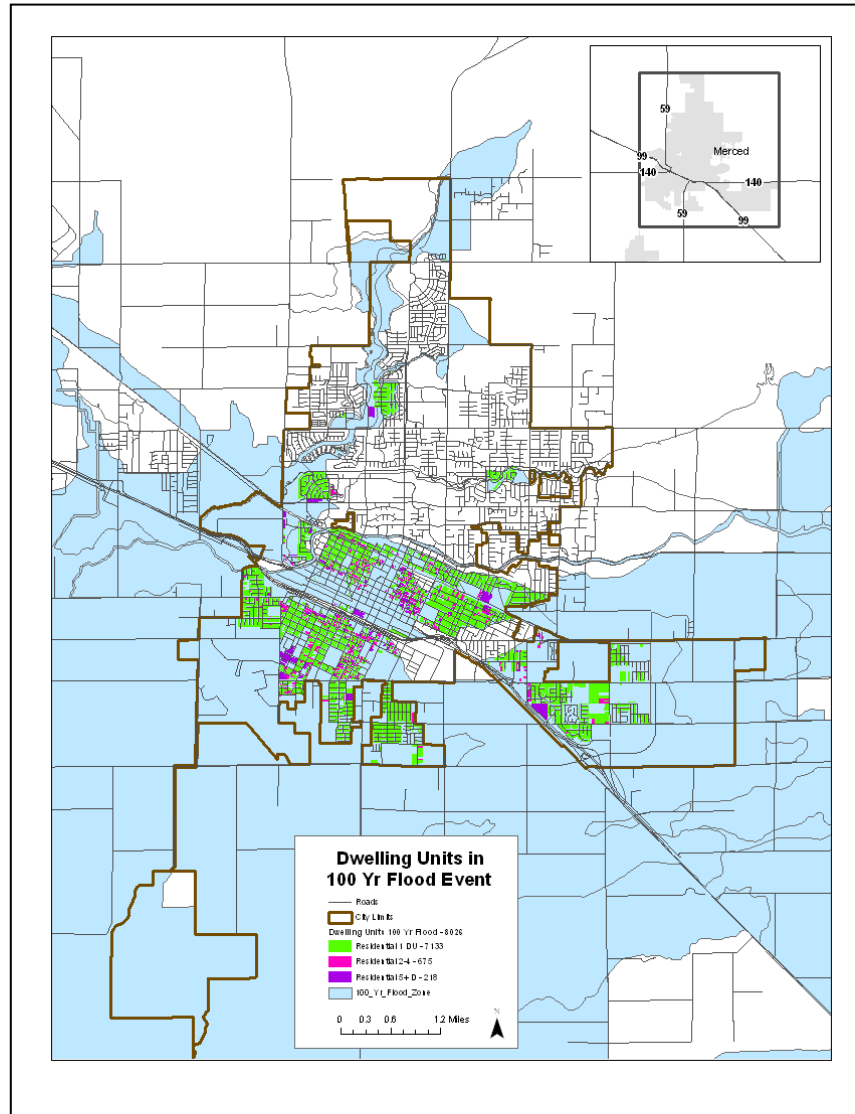 59
Merced
99
140
140
59
99
Dwelling Units in
100 Yr Flood Event
Roads
City Limits
Dwelling Units 100 Yr Flood - 8026
Residential 1 DU - 7133
Residential 2-4 - 675
Residential 5+ D - 218
100_Yr_Flood_Zone
0 0.3 0.6 1.2 Miles
N